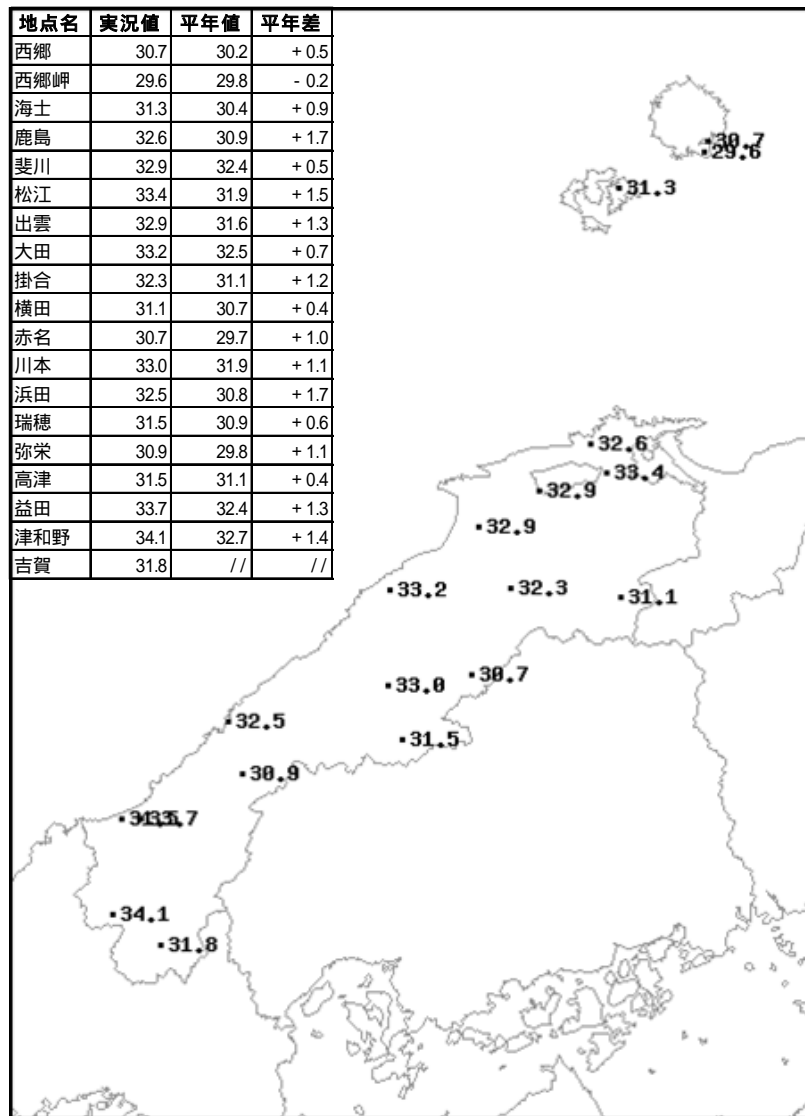 地点名 実況値 平年値 平年差
西郷 30.7 30.2 + 0.5
西郷岬 29.6 29.8 - 0.2
海士 31.3 30.4 + 0.9
鹿島 32.6 30.9 + 1.7
斐川 32.9 32.4 + 0.5
松江 33.4 31.9 + 1.5
出雲 32.9 31.6 + 1.3
大田 33.2 32.5 + 0.7
掛合 32.3 31.1 + 1.2
横田 31.1 30.7 + 0.4
赤名 30.7 29.7 + 1.0
川本 33.0 31.9 + 1.1
浜田 32.5 30.8 + 1.7
瑞穂 31.5 30.9 + 0.6
弥栄 30.9 29.8 + 1.1
高津 31.5 31.1 + 0.4
益田 33.7 32.4 + 1.3
津和野 34.1 32.7 + 1.4
吉賀 31.8 // //
30.7
29.6
31.3
32.6
33.4
32.9
32.9
33.2
32.3
31.1
30.7
33.0
32.5
31.5
30.9
31.5
33.7
34.1
31.8